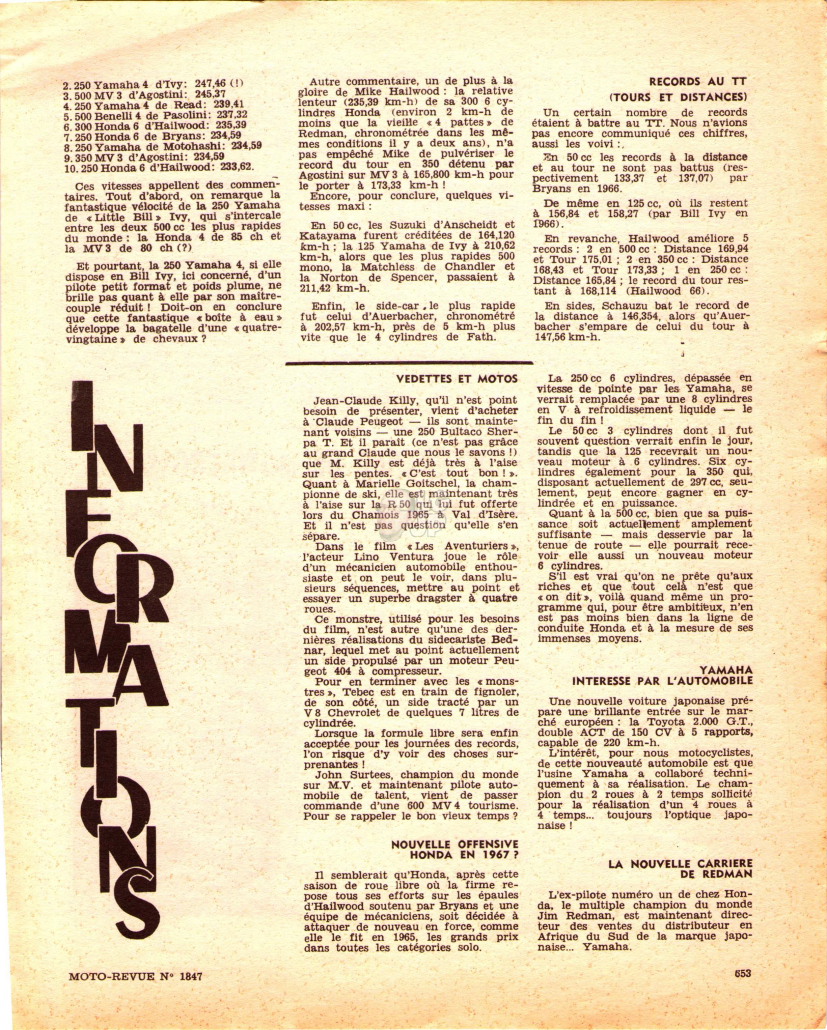 2. 250 Yamaha 4 d'Ivy: 247,46 (!)
3. 500 MV 3 d'Agostini: 245,37
4. 250 Yamaha 4 de Read: 239,41
5. 500 Benelli 4 de Pasolini: 237,32
6. 300 Honda 6 d'Hailwood: 235,39
7. 250 Honda 6 de Bryans: 234,59
8. 250 Yamaha de Motohashi: 234,59
9. 350 MV 3 d'Agostini: 234,59
10. 250 Honda 6 d'Hailwood: 233,62.
Ces vitesses appellent des commen-
taires. Tout d'abord, on remarque la
fantastique vélocité de la 250 Yamaha
de « Little Bill » Ivy, qui s'intercale
entre les deux 500 cc les plus rapides
du monde : la Honda 4 de 85 ch et
la MV 3 de 80 ch (?)
Et pourtant, la 250 Yamaha 4, si elle
dispose en Bill Ivy, ici concerné, d'un
pilote petit format et poids plume, ne
brille pas quant à elle par son maître-
couple réduit ! Doit-on en conclure
que cette fantastique « boîte à eau »
développe la bagatelle d'une « quatre-
vingtaine » de chevaux ?
Autre commentaire, un de plus à la
gloire de Mike Hailwood : la relative
lenteur (235,39 km-h) de sa 300 6 cy-
lindres Honda (environ 2 km-h de
moins que la vieille « 4 pattes » de
Redman, chronométrée dans les mê-
mes conditions il y a deux ans), n'a
pas empêché Mike de pulvériser le
record du tour en 350 détenu par
Agostini sur MV 3 à 165,800 km-h pour
le porter à 173,33 km-h !
Encore, pour conclure, quelques vi-
tesses maxi :
En 50 cc, les Suzuki d'Anscheidt et
Katayama furent créditées de 164,120
km-h ; la 125 Yamaha de Ivy à 210,62
km-h, alors que les plus rapides 500
mono, la Matchless de Chandler et
la Norton de Spencer, passaient à
211,42 km-h.
Enfin, le side-car , le plus rapide
fut celui d'Auerbacher, chronométré
à 202,57 km-h, près de 5 km-h plus
vite que le 4 cylindres de Fath.
RECORDS AU TT
(TOURS ET DISTANCES)
Un certain nombre de records
étaient à battre au TT. Nous n'avions
pas encore communiqué ces chiffres,
aussi les voivi :.
En 50 cc les records à la distance
et au tour ne sont pas battus (res-
pectivement 133,37 et 137,07) par
Bryans en 1966.
De même en 125 cc, où ils restent
à 156,84 et 158,27 (par Bill Ivy en
1966).
En revanche, Hailwood améliore 5
records : 2 en 500 cc : Distance 169,94
et Tour 175,01 ; 2 en 350 cc : Distance
168,43 et Tour 173,33 ; 1 en 250 cc :
Distance 165,84 ; le record du tour res-
tant à 168,114 (Hailwood 66).
En sides, Schauzu bat le record de
la distance à 146,354, alors qu'Auer-
bacher s'empare de celui du tour à
147,56 km-h.
INFORMATIONS
VEDETTES ET MOTOS
Jean-Claude Killy, qu'il n'est point
besoin de présenter, vient d'acheter
à Claude Peugeot — ils sont mainte-
nant voisins — une 250 Bultaco Sher-
pa T. Et il paraît (ce n'est pas grâce
au grand Claude que nous le savons !)
que M. Killy est déjà très à l'aise
sur les pentes. « C'est tout bon ! ».
Quant à Marielle Goitschel, la cham-
pionne de ski, elle est maintenant très
à l'aise sur la R 50 qui lui fut offerte
lors du Chamois 1965 à Val d'Isère.
Et il n'est pas question qu'elle s'en
sépare.
Dans le film « Les Aventuriers »,
l'acteur Lino Ventura joue le rôle
d'un mécanicien automobile enthou-
siaste et on peut le voir, dans plu-
sieurs séquences, mettre au point et
essayer un superbe dragster à quatre
roues.
Ce monstre, utilisé pour les besoins
du film, n'est autre qu'une des der-
nières réalisations du sidecariste Bed-
nar, lequel met au point actuellement
un side propulsé par un moteur Peu-
geot 404 à compresseur.
Pour en terminer avec les « mons-
tres », Tebec est en train de fignoler,
de son côté, un side tracté par un
V 8 Chevrolet de quelques 7 litres de
cylindrée.
Lorsque la formule libre sera enfin
acceptée pour les journées des records,
l'on risque d'y voir des choses sur-
prenantes !
John Surtees, champion du monde
sur M.V. et maintenant pilote auto-
mobile de talent, vient de passer
commande d'une 600 MV 4 tourisme.
Pour se rappeler le bon vieux temps ?
NOUVELLE OFFENSIVE
HONDA EN 1967 ?
Il semblerait qu'Honda, après cette
saison de roue libre où la firme re-
pose tous ses efforts sur les épaules
d'Hailwood soutenu par Bryans et une
équipe de mécaniciens, soit décidée à
attaquer de nouveau en force, comme
elle le fit en 1965, les grands prix
dans toutes les catégories solo.
La 250 cc 6 cylindres, dépassée en
vitesse de pointe par les Yamaha, se
verrait remplacée par une 8 cylindres
en V à refroidissement liquide — le
fin du fin !
Le 50 cc 3 cylindres dont il fut
souvent question verrait enfin le jour,
tandis que la 125 recevrait un nou-
veau moteur à 6 cylindres. Six cy-
lindres également pour la 350 qui,
disposant actuellement de 297 cc, seu-
lement, peut encore gagner en cy-
lindrée et en puissance.
Quant à la 500 cc, bien que sa puis-
sance soit actuellement amplement
suffisante — mais desservie par la
tenue de route — elle pourrait rece-
voir elle aussi un nouveau moteur
6 cylindres.
S'il est vrai qu'on ne prête qu'aux
riches et que tout cela n'est que
« on dit », voilà quand même un pro-
gramme qui, pour être ambitieux, n'en
est pas moins bien dans la ligne de
conduite Honda et à la mesure de ses
immenses moyens.
YAMAHA
INTERESSE PAR L'AUTOMOBILE
Une nouvelle voiture japonaise pré-
pare une brillante entrée sur le mar-
ché européen : la Toyota 2.000 G.T.,
double ACT de 150 CV à 5 rapports,
capable de 220 km-h.
L'intérêt, pour nous motocyclistes,
de cette nouveauté automobile est que
l'usine Yamaha a collaboré techni-
quement à sa réalisation. Le cham-
pion du 2 roues à 2 temps sollicité
pour la réalisation d'un 4 roues à
4 temps... toujours l'optique japo-
naise !
LA NOUVELLE CARRIERE
DE REDMAN
L'ex-pilote numéro un de chez Hon-
da, le multiple champion du monde
Jim Redman, est maintenant direc-
teur des ventes du distributeur en
Afrique du Sud de la marque japo-
naise... Yamaha.
MOTO-REVUE N° 1847
653